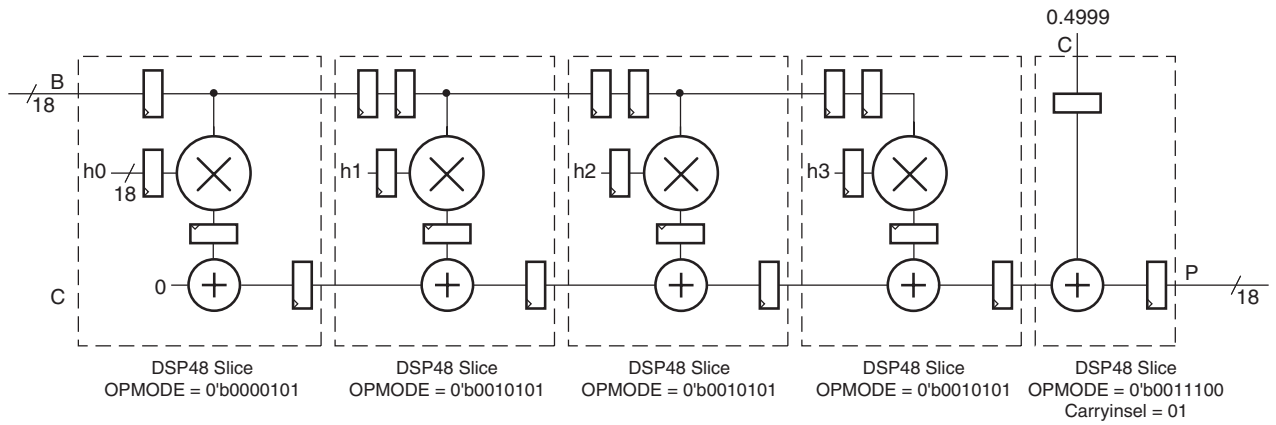 0.4999
C
B
18
h0
18
h1
h2
h3
0
C
P
18
DSP48 Slice
OPMODE = 0'b0000101
DSP48 Slice
OPMODE = 0'b0010101
DSP48 Slice
OPMODE = 0'b0010101
DSP48 Slice
OPMODE = 0'b0010101
DSP48 Slice
OPMODE = 0'b0011100
Carryinsel = 01